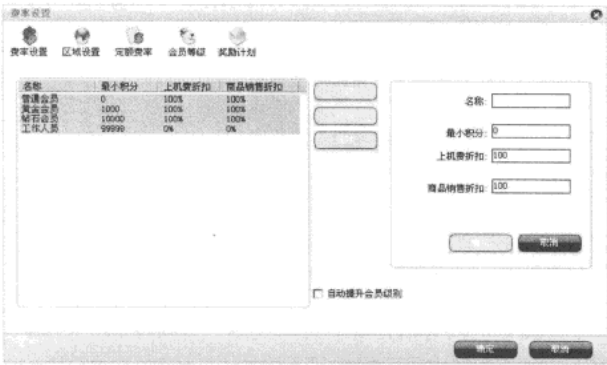 费率设置
费率设置 区域设置 定额费率 会员等级 奖励计划
名称 最小积分 上机费折扣 商品销售折扣
普通会员 0 100% 100%
黄金会员 1000 100% 100%
钻石会员 10000 100% 100%
工作人员 99999 0% 0%
名称:
最小积分: 0
上机费折扣: 100
商品销售折扣: 100
取消
自动提升会员级别
确定 取消